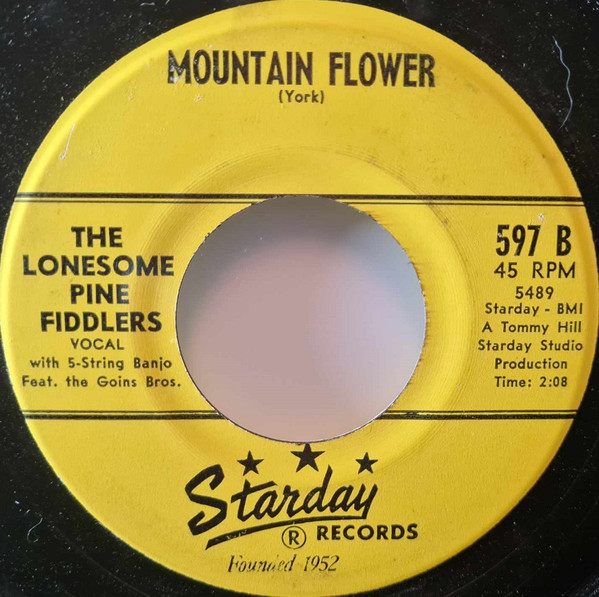 MOUNTAIN FLOWER
(York)
THE
LONESOME
PINE
FIDDLERS
VOCAL
with 5-String Banjo
Feat. the Goins Bros.
597 B
45 RPM
5489
Starday - BMI
A Tommy Hill
Starday Studio
Production
Time: 2:08
Starday
® RECORDS
Founded 1952